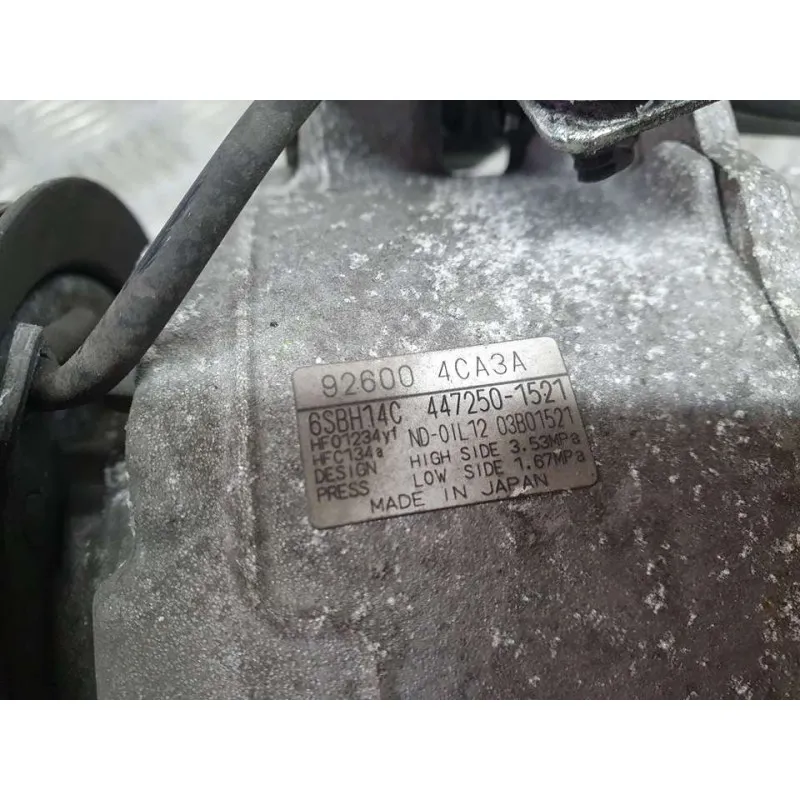 92600 4CA3A
6SBH14C 447250-1521
HFO1234yf ND-OIL12 03B01521
HFC134a HIGH SIDE 3.53MPa
DESIGN LOW SIDE 1.67MPa
PRESS
MADE IN JAPAN